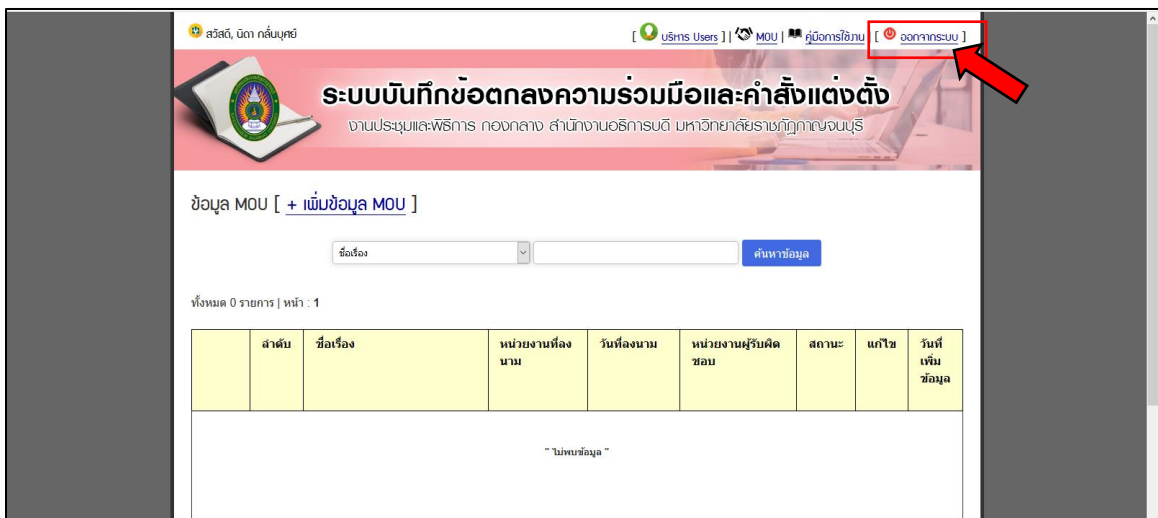 สวัสดี, นิดา กลั่นบุศย์
[ บริหาร Users ] | MOU | คู่มือการใช้งาน | [ ออกจากระบบ ]
ระบบบันทึกข้อตกลงความร่วมมือและคำสั่งแต่งตั้ง
งานประชุมและพิธีการ กองกลาง สำนักงานอธิการบดี มหาวิทยาลัยราชภัฏกาญจนบุรี
ข้อมูล MOU [ + เพิ่มข้อมูล MOU ]
ชื่อเรื่อง ค้นหาข้อมูล
ทั้งหมด 0 รายการ | หน้า : 1
ลำดับ ชื่อเรื่อง หน่วยงานที่ลง วันที่ลงนาม หน่วยงานผู้รับผิด สถานะ แก้ไข วันที่
นาม ชอบ เพิ่ม
ข้อมูล
" ไม่พบข้อมูล "